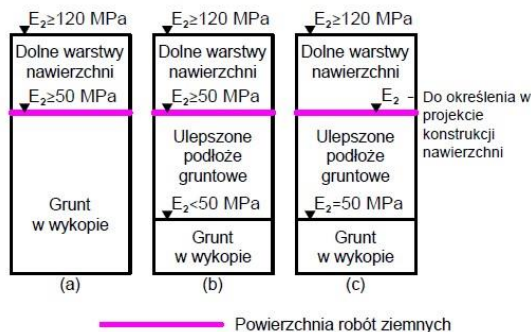 E₂≥120 MPa
Dolne warstwy
nawierzchni
E₂≥50 MPa
Grunt
w wykopie
(a)
E₂≥120 MPa
Dolne warstwy
nawierzchni
E₂≥50 MPa
Ulepszone
podłoże
gruntowe
E₂<50 MPa
Grunt
w wykopie
(b)
E₂≥120 MPa
Dolne warstwy
nawierzchni
E₂ - Do określenia w
projekcie
konstrukcji
nawierzchni
Ulepszone
podłoże
gruntowe
E₂=50 MPa
Grunt
w wykopie
(c)
Powierzchnia robót ziemnych